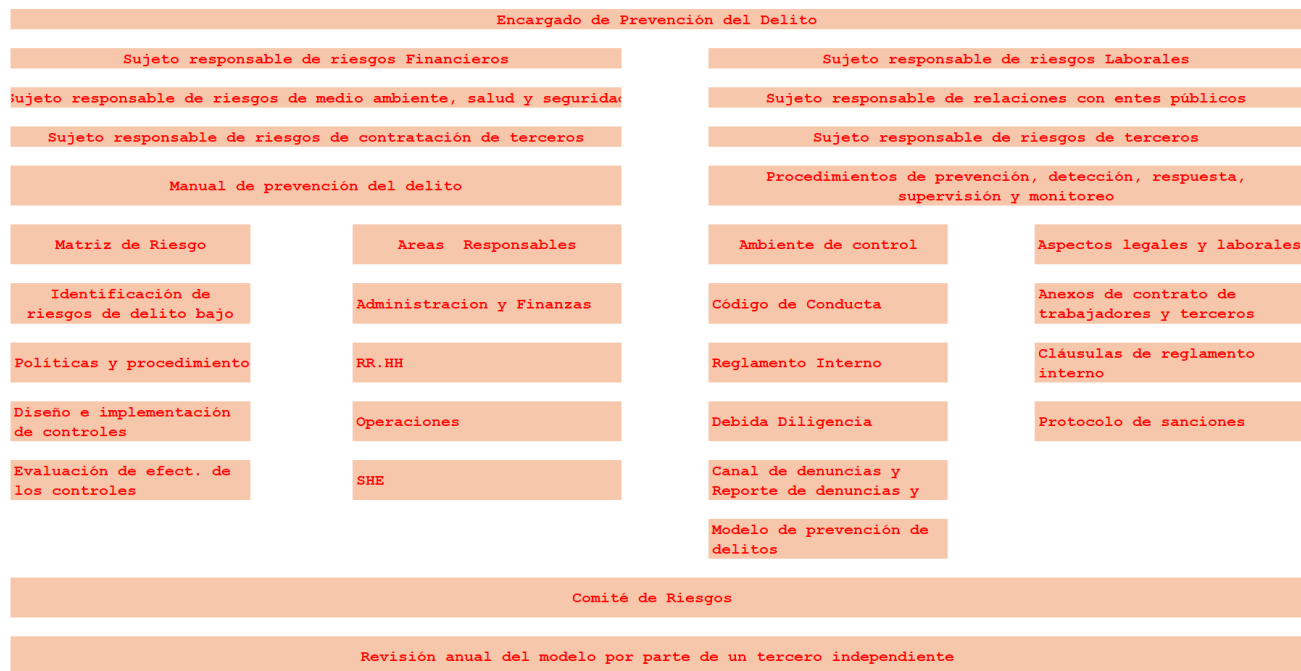 Encargado de Prevención del Delito
Sujeto responsable de riesgos Financieros
Sujeto responsable de riesgos Laborales
Sujeto responsable de riesgos de medio ambiente, salud y seguridad
Sujeto responsable de relaciones con entes públicos
Sujeto responsable de riesgos de contratación de terceros
Sujeto responsable de riesgos de terceros
Manual de prevención del delito
Procedimientos de prevención, detección, respuesta,
supervisión y monitoreo
Matriz de Riesgo
Areas Responsables
Ambiente de control
Aspectos legales y laborales
Identificación de
riesgos de delito bajo
Administracion y Finanzas
Código de Conducta
Anexos de contrato de
trabajadores y terceros
Políticas y procedimiento
RR.HH
Reglamento Interno
Cláusulas de reglamento
interno
Diseño e implementación
de controles
Operaciones
Debida Diligencia
Protocolo de sanciones
Evaluación de efect. de
los controles
SHE
Canal de denuncias y
Reporte de denuncias y
Modelo de prevención de
delitos
Comité de Riesgos
Revisión anual del modelo por parte de un tercero independiente